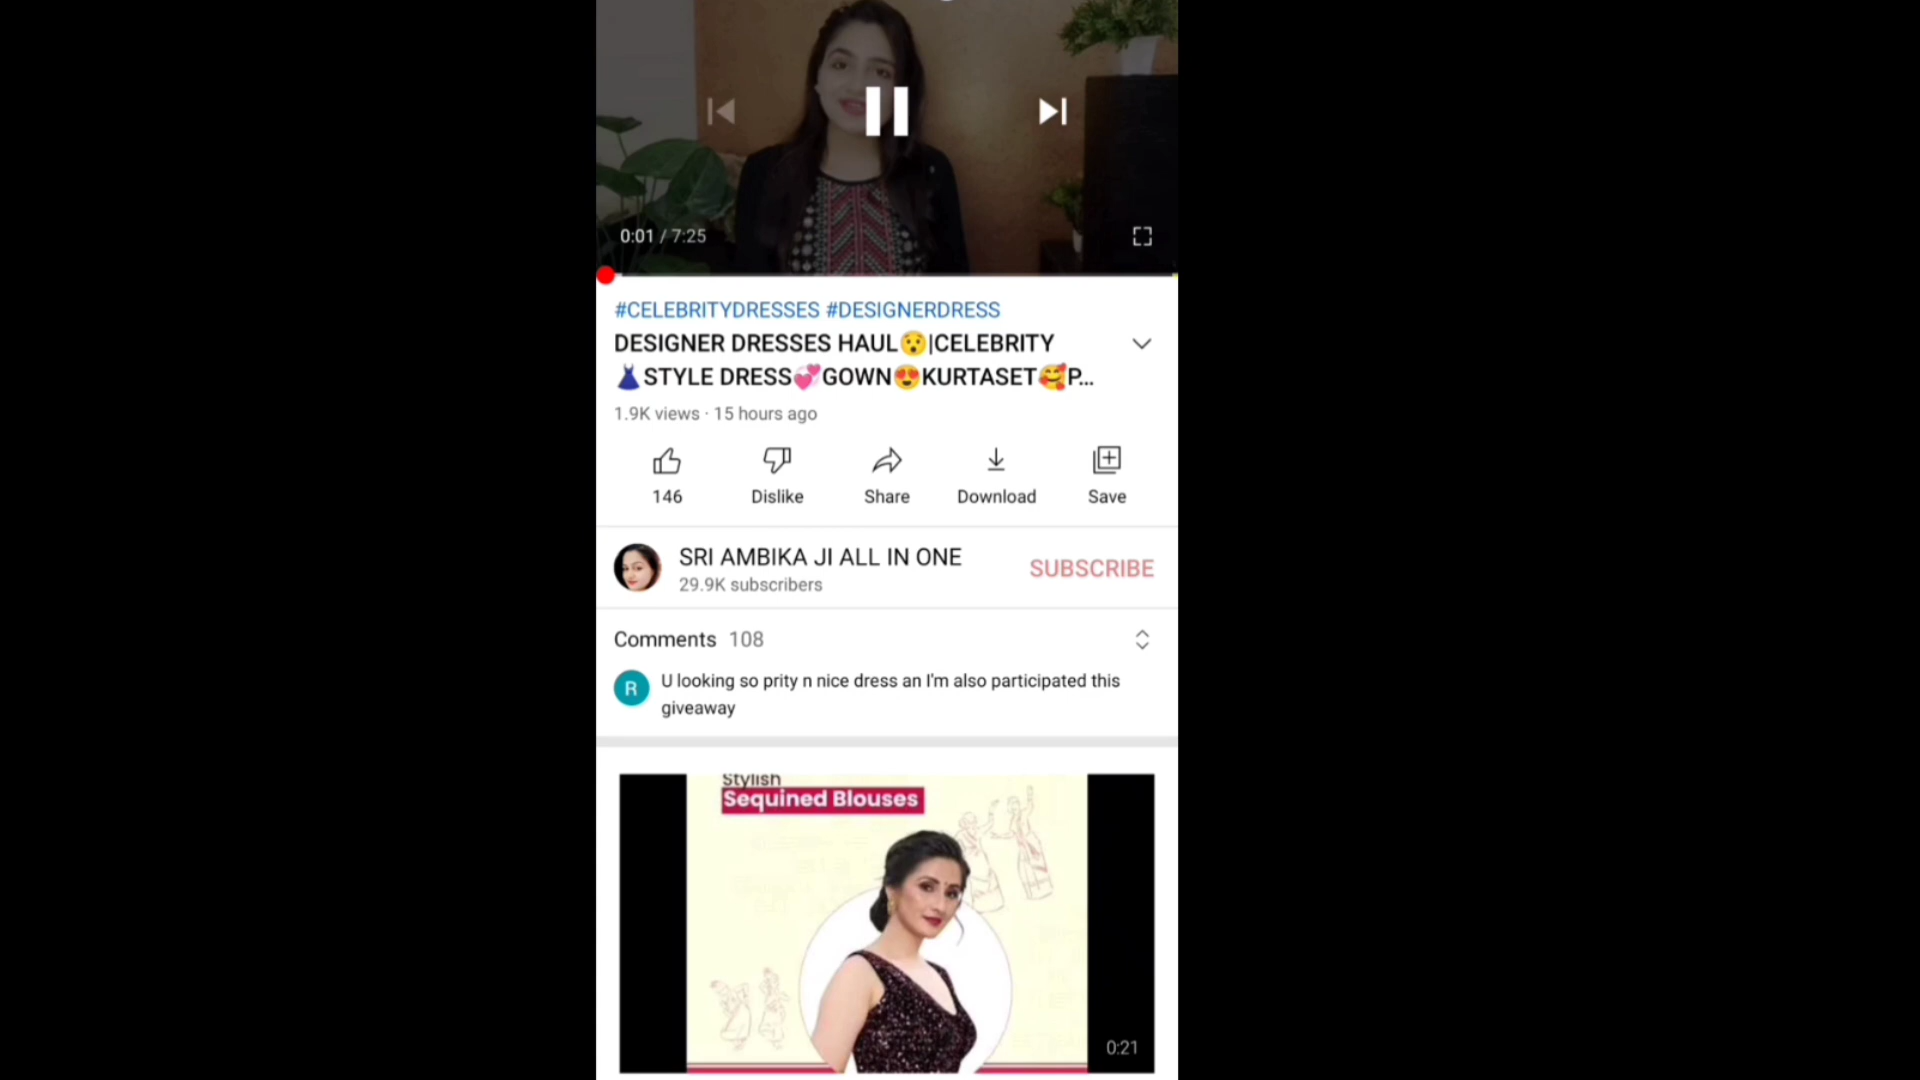 0:01 / 7:25
#CELEBRITYDRESSES #DESIGNERDRESS
DESIGNER DRESSES HAUL😯|CELEBRITY
👗STYLE DRESS💞GOWN😍KURTASET🥰P...
1.9K views · 15 hours ago
146
Dislike
Share
Download
Save
SRI AMBIKA JI ALL IN ONE
29.9K subscribers
SUBSCRIBE
Comments 108
R
U looking so prity n nice dress an I'm also participated this
giveaway
Stylish
Sequined Blouses
0:21